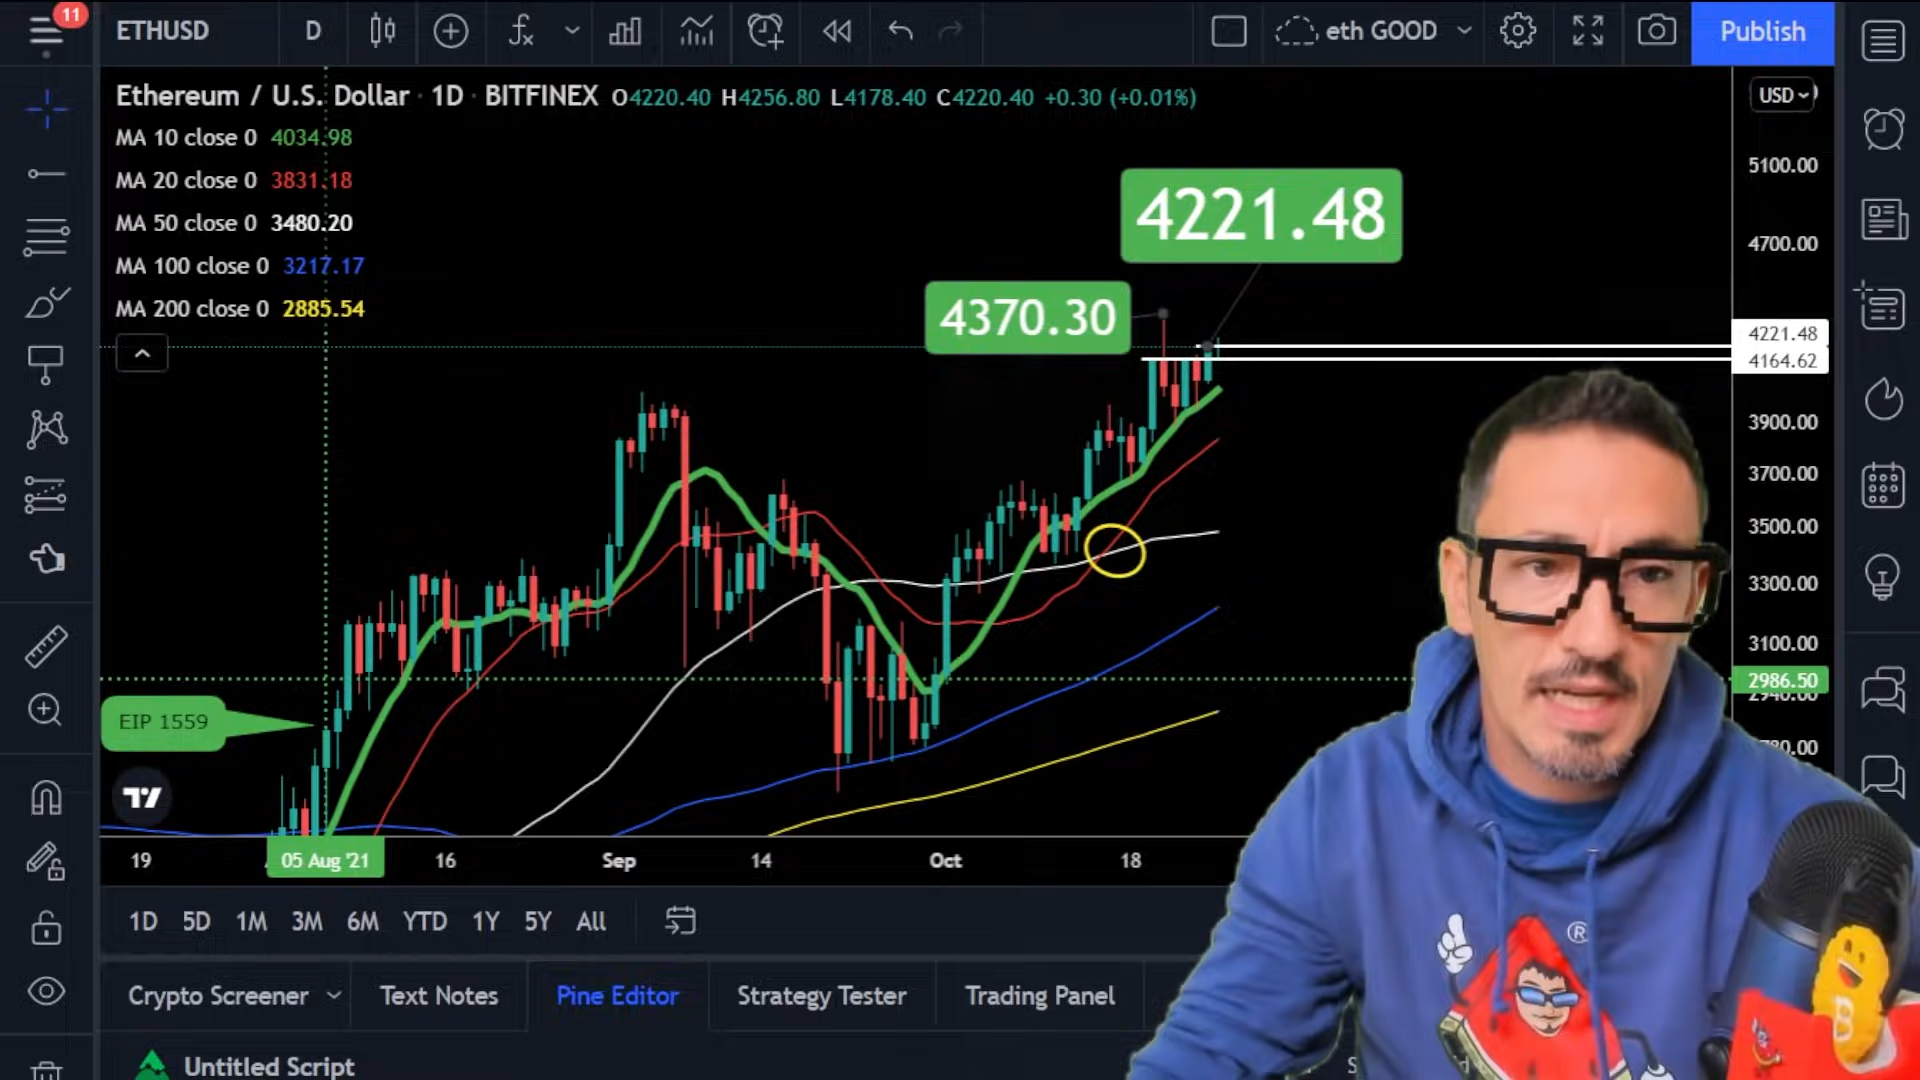 11
ETHUSD D fx eth GOOD Publish
Ethereum / U.S. Dollar · 1D · BITFINEX O4220.40 H4256.80 L4178.40 C4220.40 +0.30 (+0.01%)
USD
MA 10 close 0 4034.98
MA 20 close 0 3831.18
MA 50 close 0 3480.20
MA 100 close 0 3217.17
MA 200 close 0 2885.54
4221.48
4370.30
5100.00
4700.00
4221.48
4164.62
3900.00
3700.00
3500.00
3300.00
3100.00
2986.50
EIP 1559
19
05 Aug '21
16
Sep
14
Oct
18
1D 5D 1M 3M 6M YTD 1Y 5Y All
Crypto Screener Text Notes Pine Editor Strategy Tester Trading Panel
Untitled Script
®
B